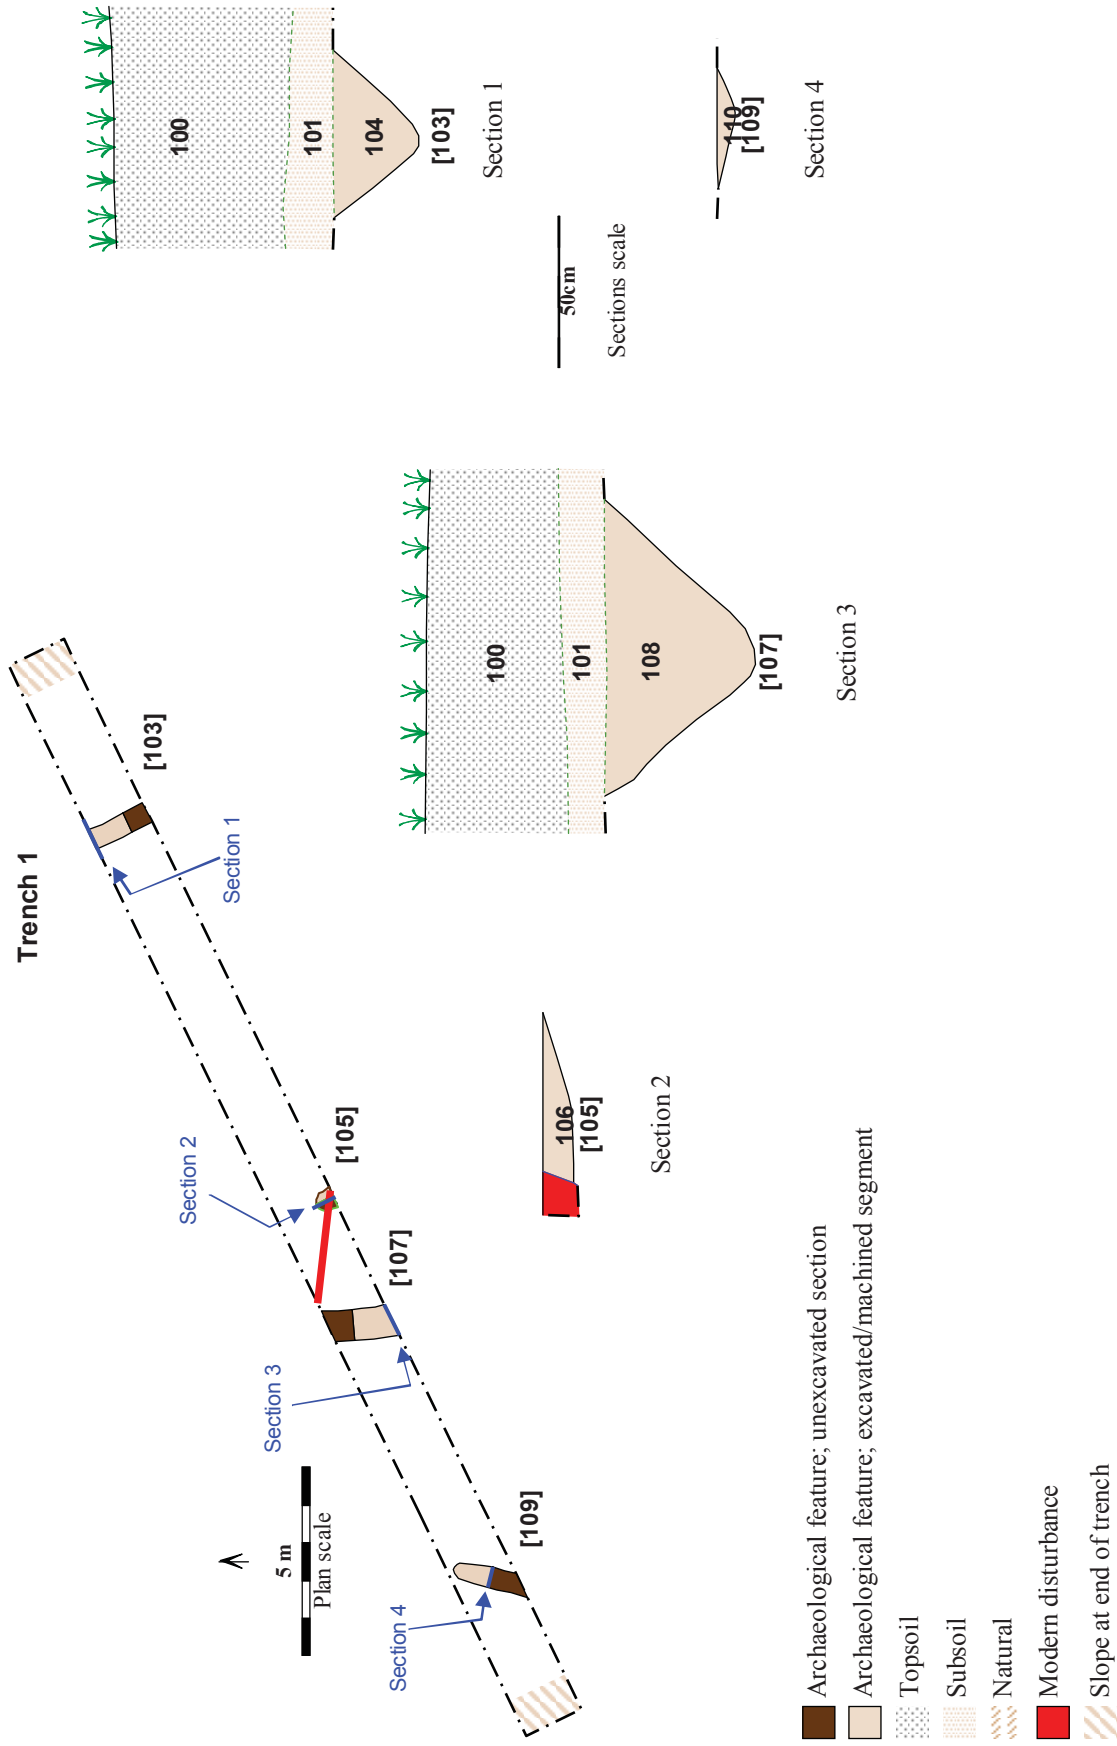 Trench 1
[103]
Section 1
Section 2
[105]
[107]
Section 3
5 m
Plan scale
[109]
Section 4
100
101
104
[103]
Section 1
110
[109]
Section 4
50cm
Sections scale
100
101
108
[107]
Section 3
106
[105]
Section 2
Archaeological feature; unexcavated section
Archaeological feature; excavated/machined segment
Topsoil
Subsoil
Natural
Modern disturbance
Slope at end of trench